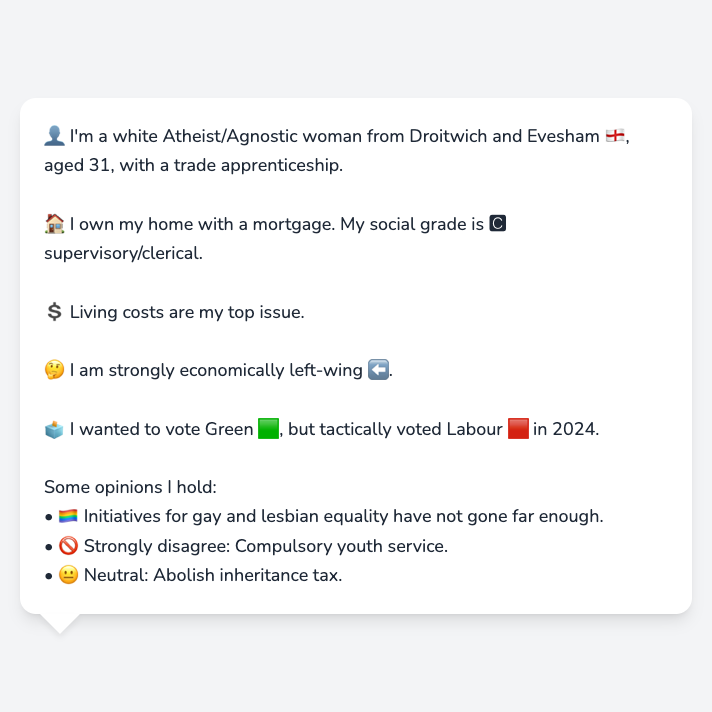 👤 I'm a white Atheist/Agnostic woman from Droitwich and Evesham 🏴󠁧󠁢󠁥󠁮󠁧󠁿,
aged 31, with a trade apprenticeship.
🏠 I own my home with a mortgage. My social grade is 🅲
supervisory/clerical.
💲 Living costs are my top issue.
🤔 I am strongly economically left-wing ⬅️.
🗳️ I wanted to vote Green 🟩, but tactically voted Labour 🟥 in 2024.
Some opinions I hold:
• 🏳️‍🌈 Initiatives for gay and lesbian equality have not gone far enough.
• 🚫 Strongly disagree: Compulsory youth service.
• 😐 Neutral: Abolish inheritance tax.